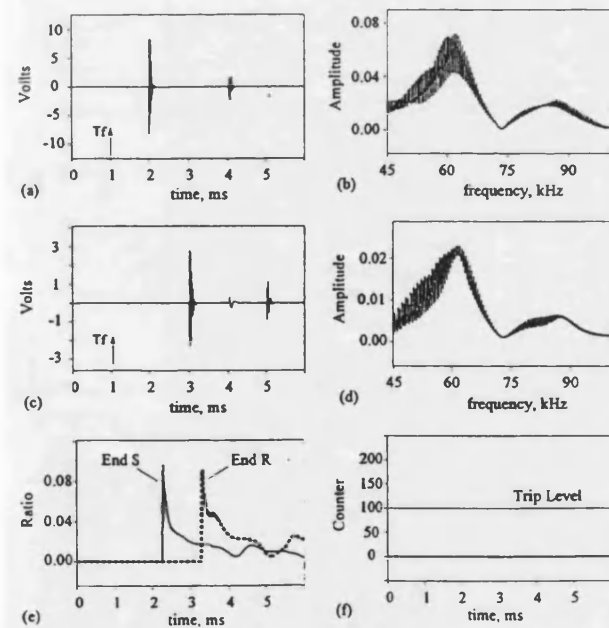 10
5
0
-5
-10
Voilts
Tf
0 1 2 3 4 5
(a)
time, ms
0.08
0.04
0.00
Amplitude
45 60 75 90
(b)
frequency, kHz
3
1
-1
-3
Volts
Tf
0 1 2 3 4 5
(c)
time, ms
0.02
0.01
0.00
Amplitude
45 60 75 90
(d)
frequency, kHz
End S
End R
0.08
0.04
0.00
Ratio
0 1 2 3 4 5
(e)
time, ms
200
150
100
50
0
Counter
Trip Level
0 1 2 3 4 5
(f)
time, ms